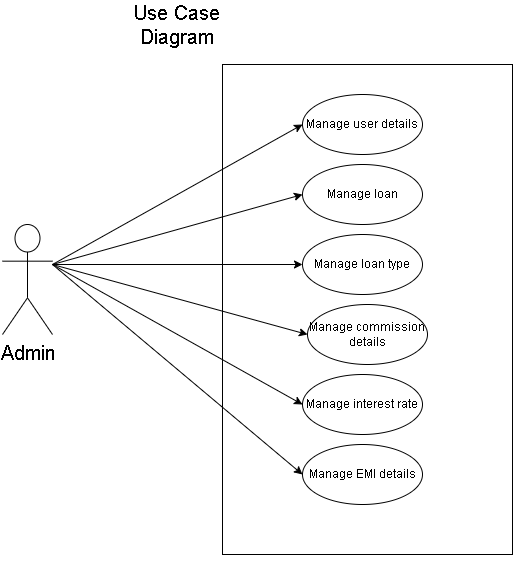 Use Case
Diagram
Manage user details
Manage loan
Manage loan type
Manage commission
details
Manage interest rate
Manage EMI details
Admin